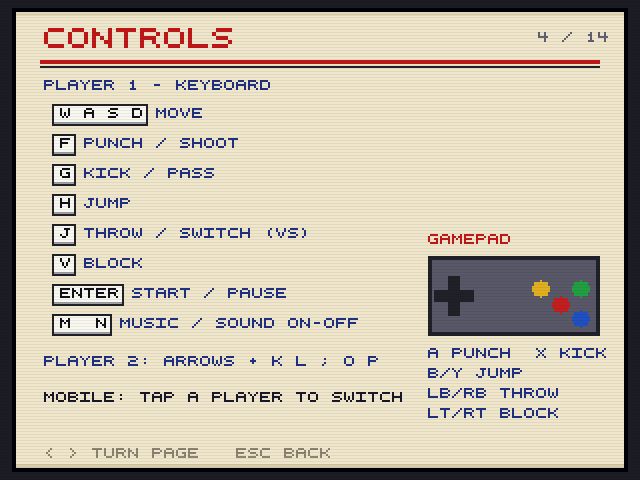 CONTROLS
4 / 14
PLAYER 1 - KEYBOARD
W A S D MOVE
F PUNCH / SHOOT
G KICK / PASS
H JUMP
J THROW / SWITCH (VS)
V BLOCK
ENTER START / PAUSE
M N MUSIC / SOUND ON-OFF
PLAYER 2: ARROWS + K L ; O P
MOBILE: TAP A PLAYER TO SWITCH
GAMEPAD
A PUNCH X KICK
B/Y JUMP
LB/RB THROW
LT/RT BLOCK
< > TURN PAGE ESC BACK